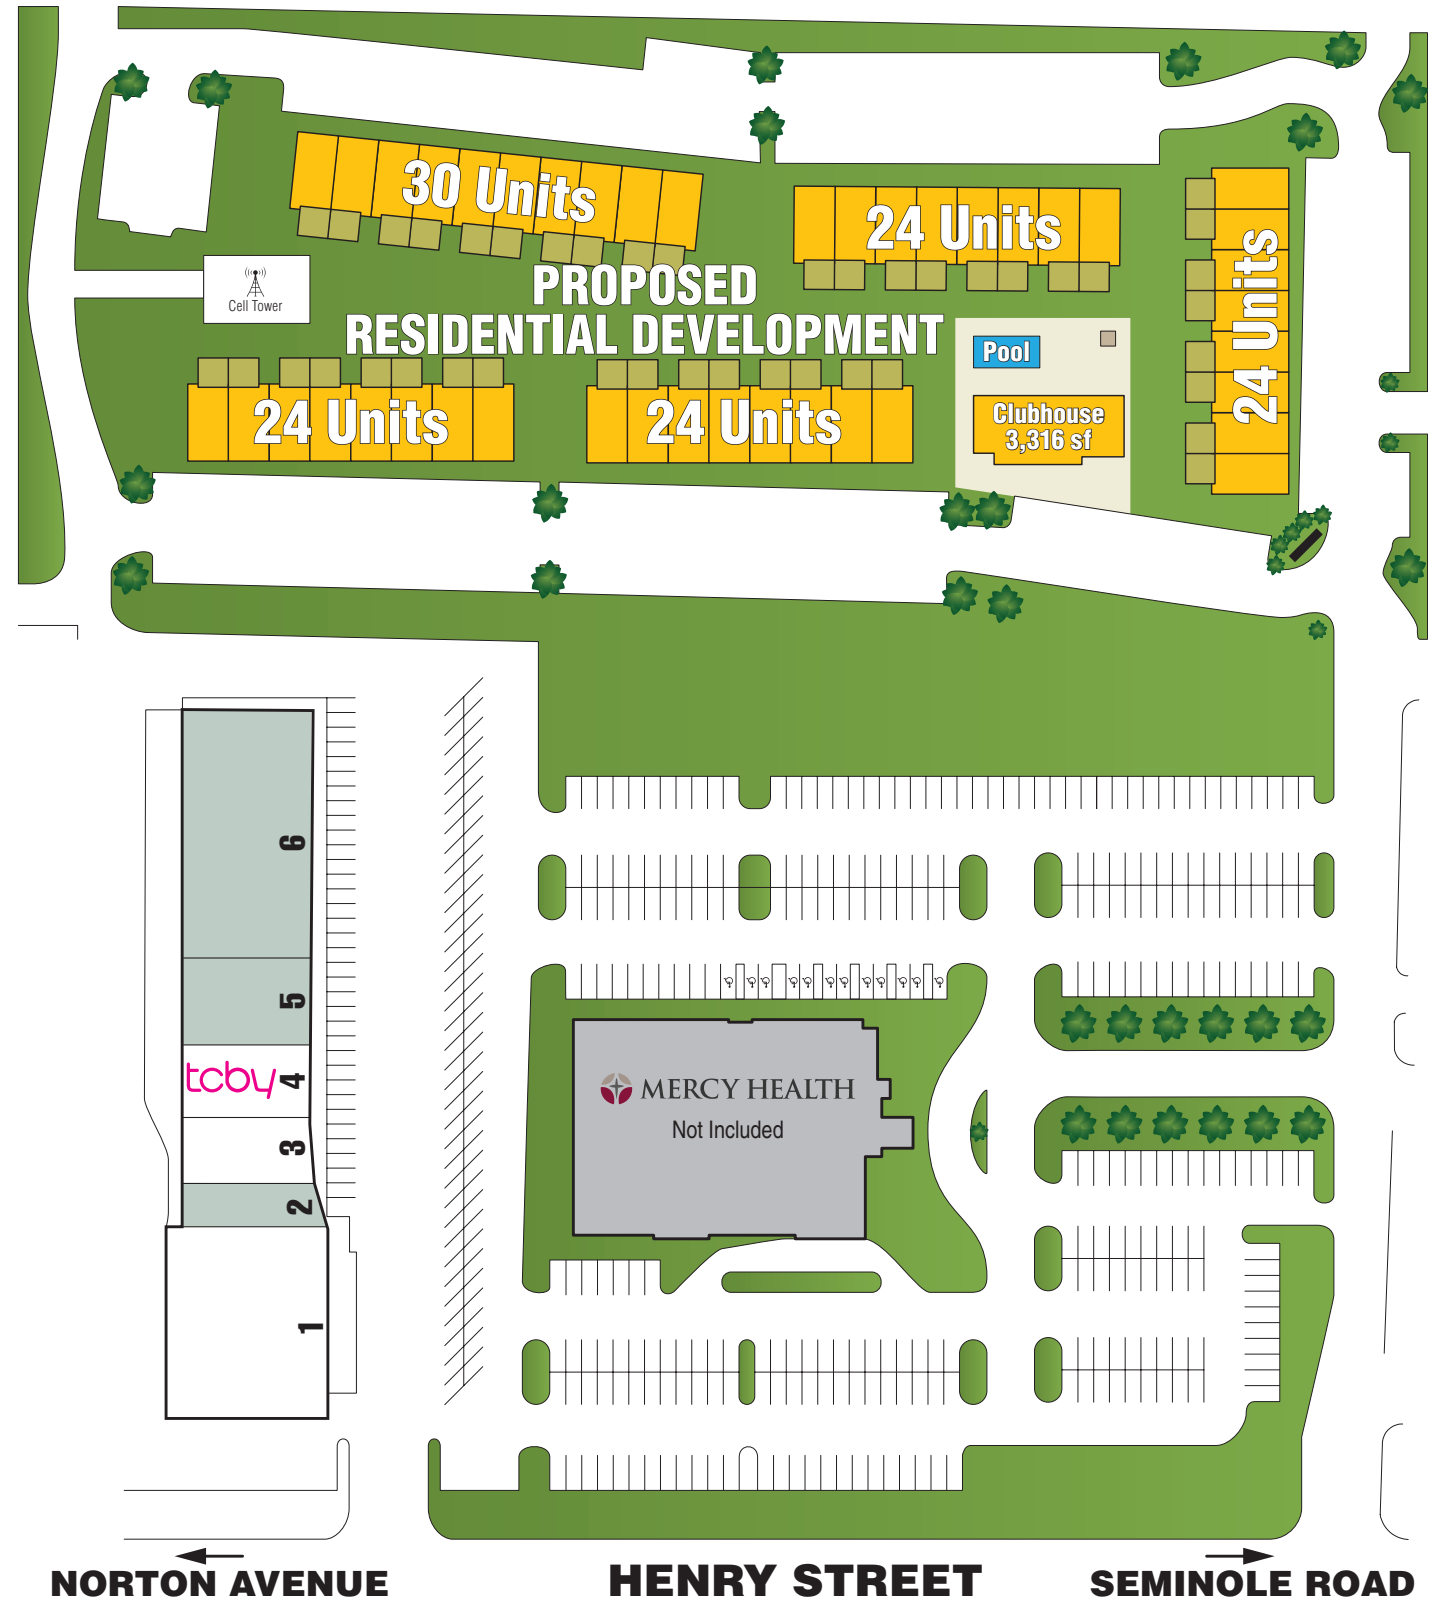 30 Units
24 Units
24 Units
Cell Tower
PROPOSED
RESIDENTIAL DEVELOPMENT
Pool
24 Units
24 Units
Clubhouse
3,316 sf
6
5
tcby
4
3
2
1
MERCY HEALTH
Not Included
NORTON AVENUE
HENRY STREET
SEMINOLE ROAD